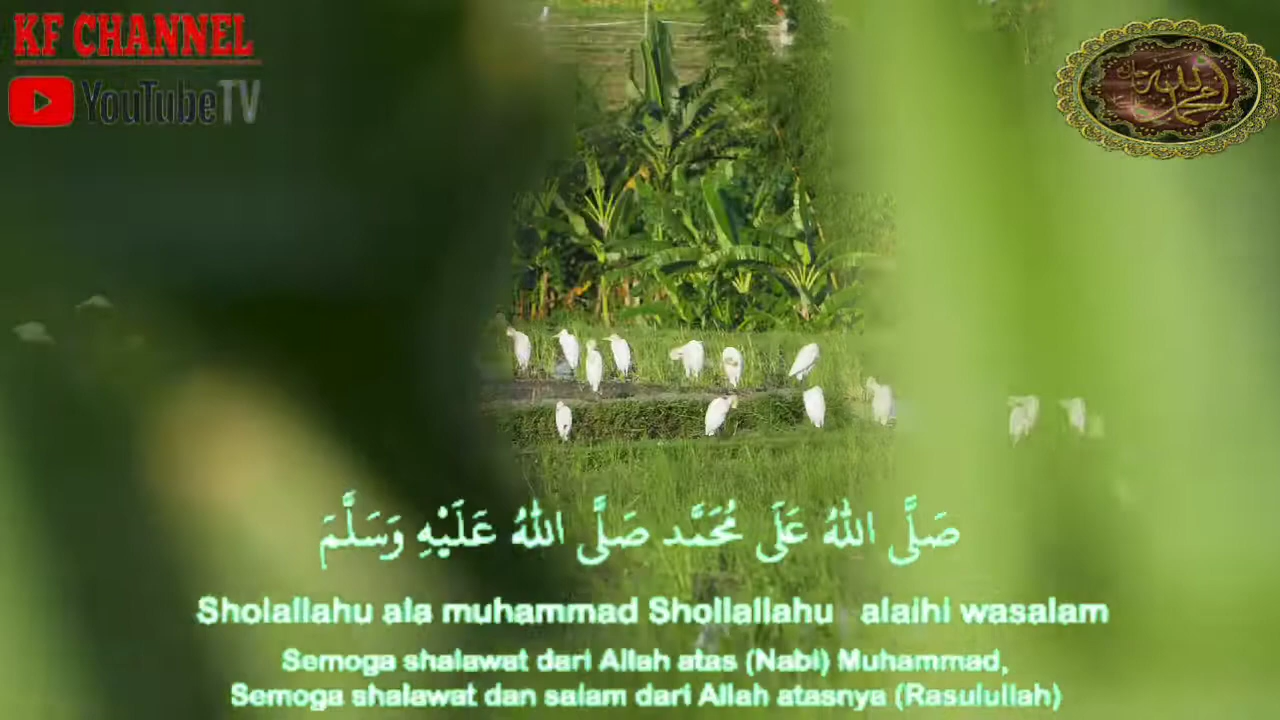 KF CHANNEL
YouTubeTV
صَلَّى اللهُ عَلَى مُحَمَّد صَلَّى اللهُ عَلَيْهِ وَسَلَّمَ
Sholallahu ala muhammad Shollallahu alaihi wasalam
Semoga shalawat dari Allah atas (Nabi) Muhammad,
Semoga shalawat dan salam dari Allah atasnya (Rasulullah)